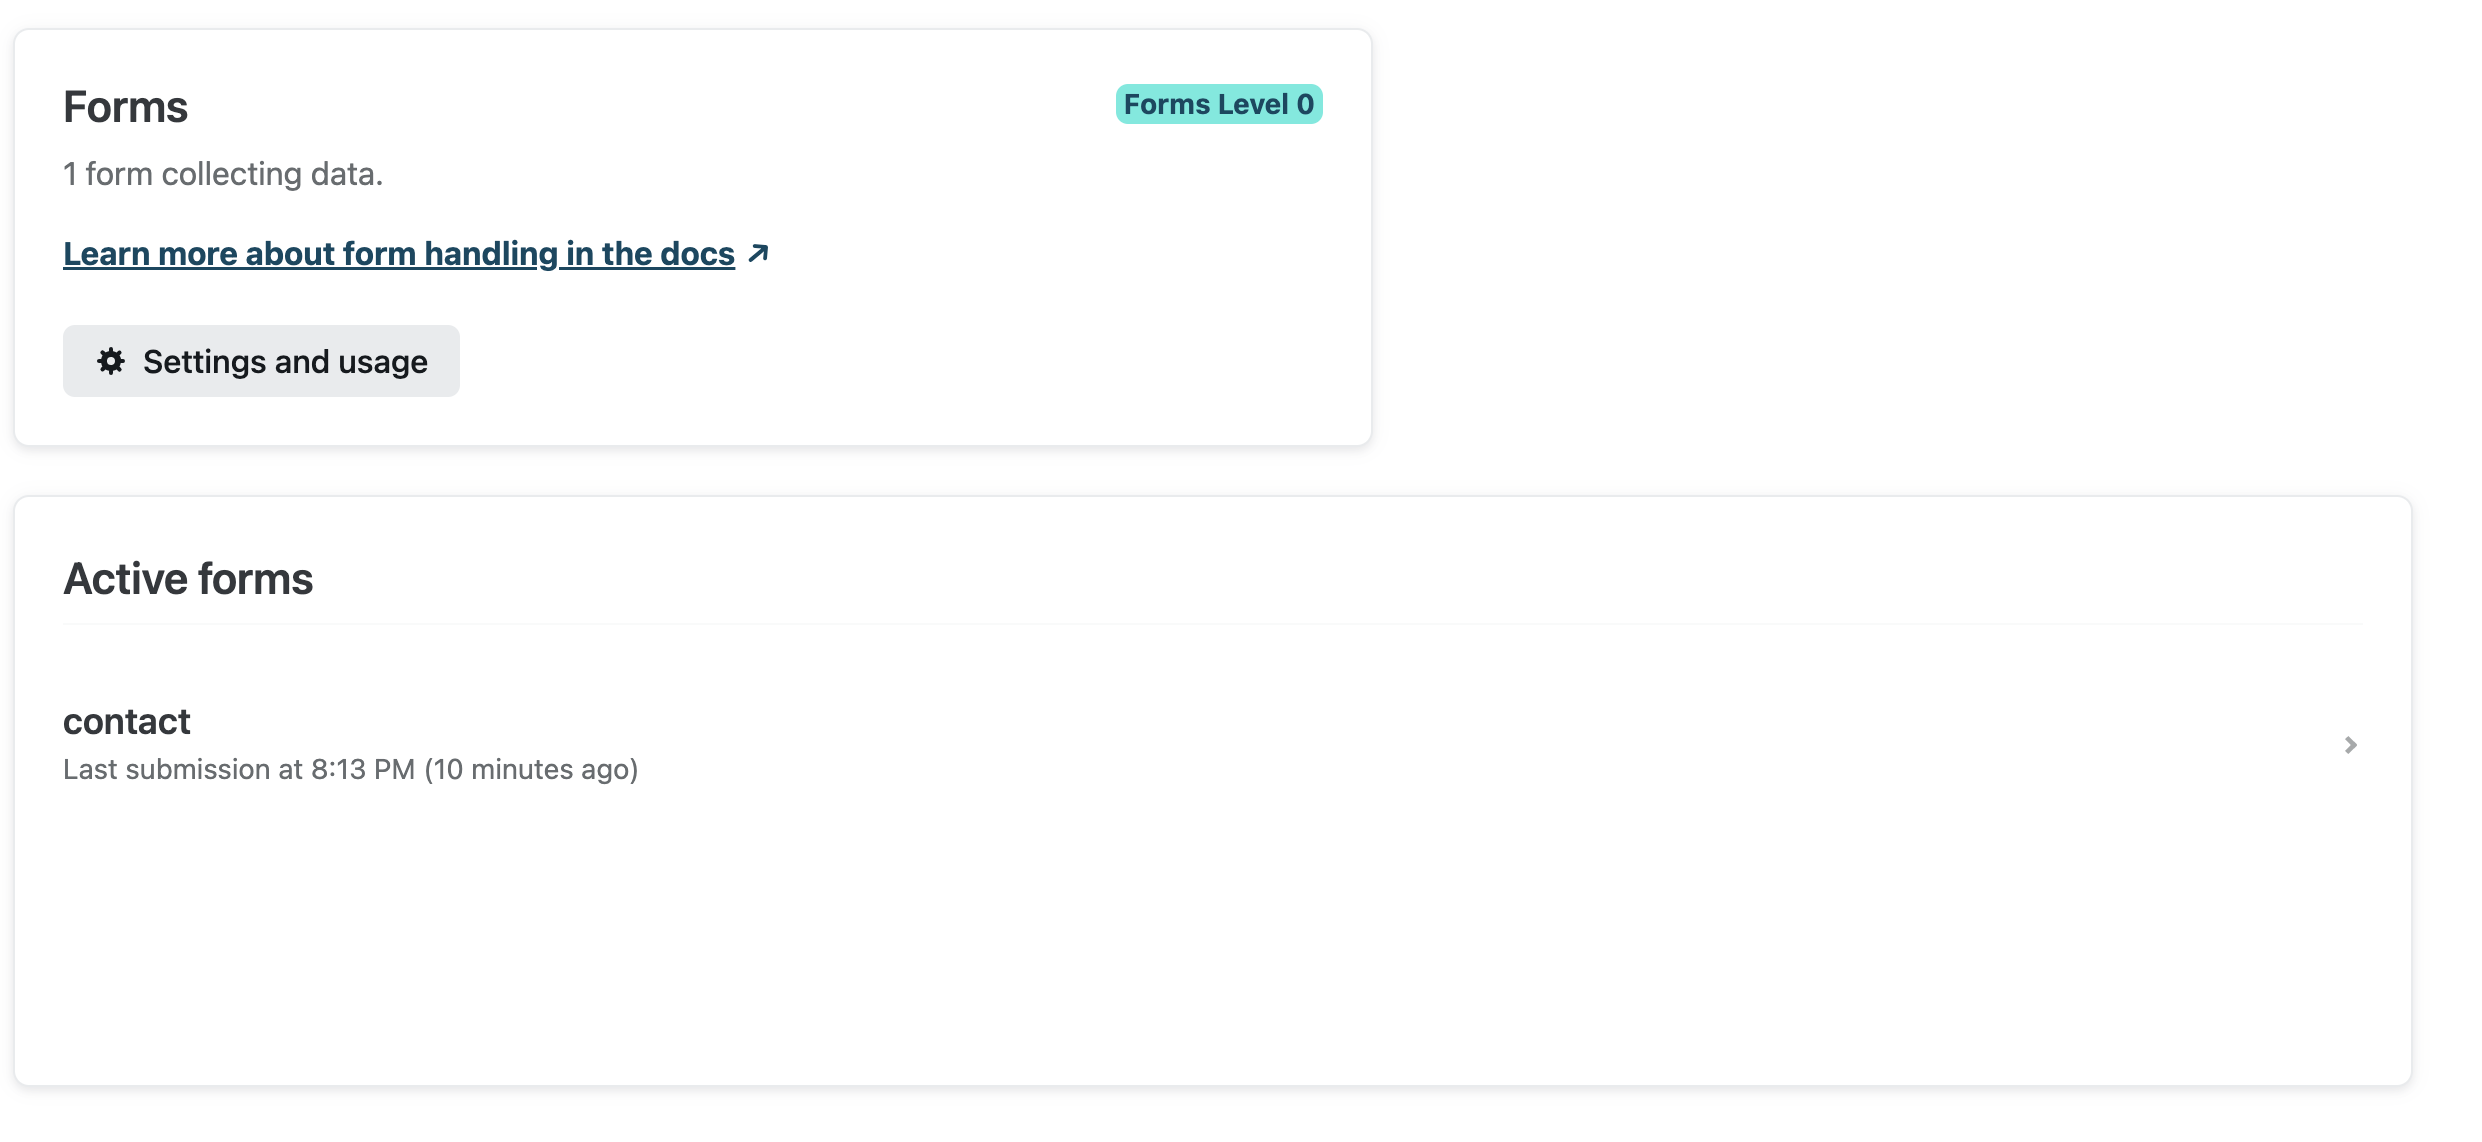 Forms
Forms Level 0
1 form collecting data.
Learn more about form handling in the docs
Settings and usage
Active forms
contact
Last submission at 8:13 PM (10 minutes ago)